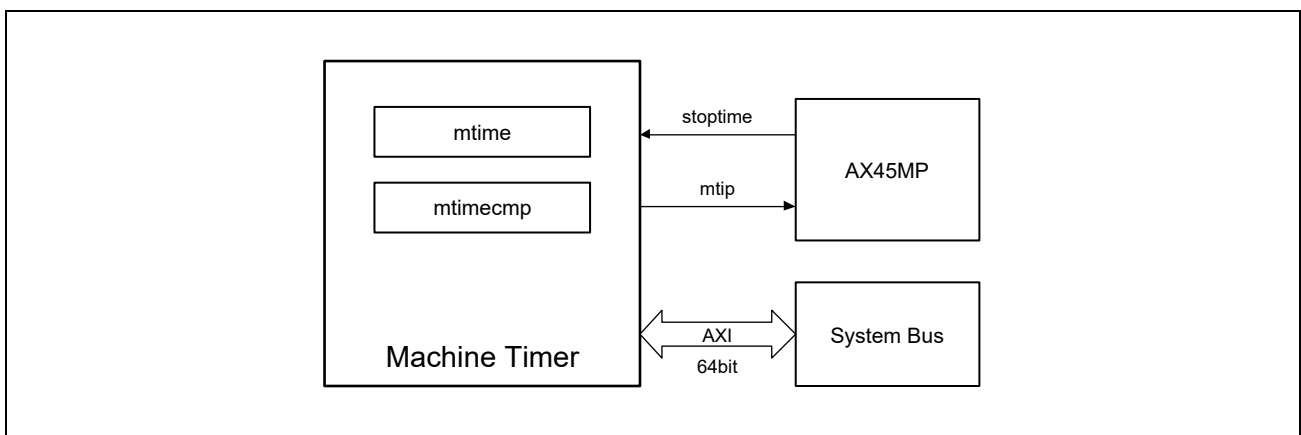 mtime
mtimecmp
Machine Timer
stoptime
mtip
AX45MP
AXI
64bit
System Bus